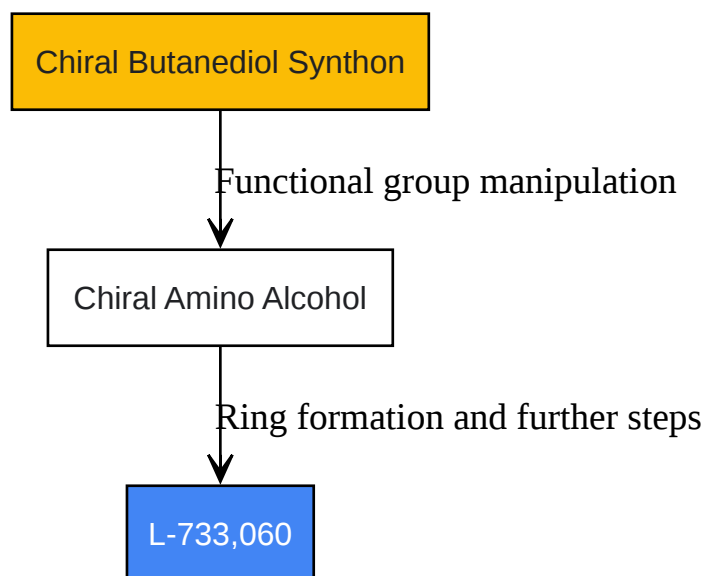 Chiral Butanediol Synthon
Functional group manipulation
Chiral Amino Alcohol
Ring formation and further steps
L-733,060